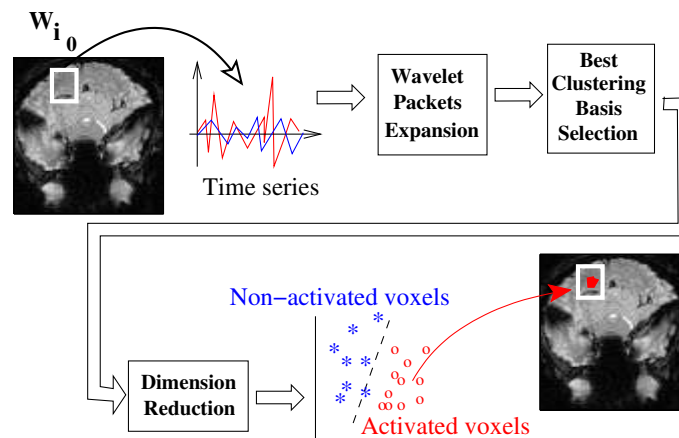 W i 0
Time series
Wavelet
Packets
Expansion
Best
Clustering
Basis
Selection
Non−activated voxels
Dimension
Reduction
Activated voxels